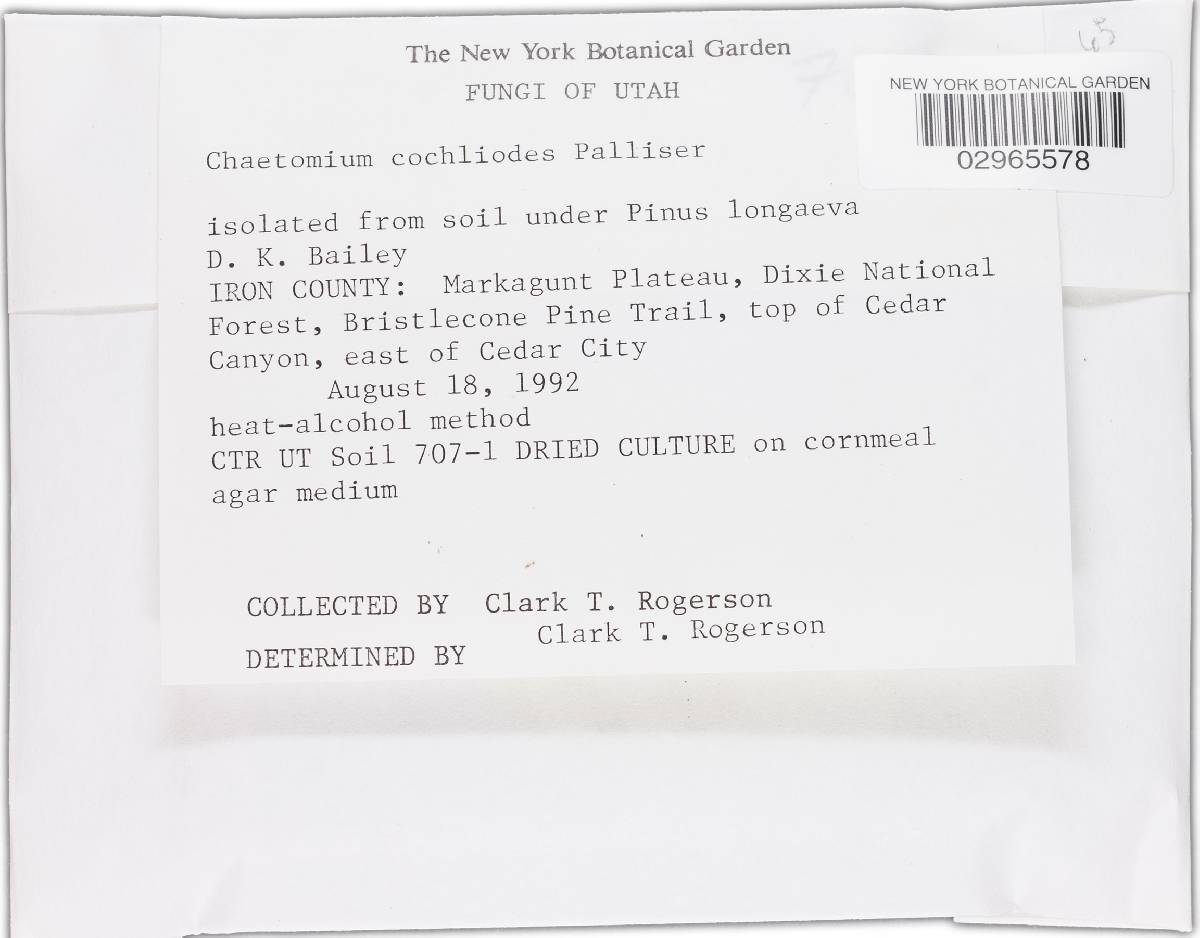 The New York Botanical Garden
FUNGI OF UTAH
65
NEW YORK BOTANICAL GARDEN
02965578
Chaetomium cochliodes Palliser
isolated from soil under Pinus longaeva
D. K. Bailey
IRON COUNTY: Markagunt Plateau, Dixie National
Forest, Bristlecone Pine Trail, top of Cedar
Canyon, east of Cedar City
August 18, 1992
heat-alcohol method
CTR UT Soil 707-1 DRIED CULTURE on cornmeal
agar medium
COLLECTED BY Clark T. Rogerson
Clark T. Rogerson
DETERMINED BY